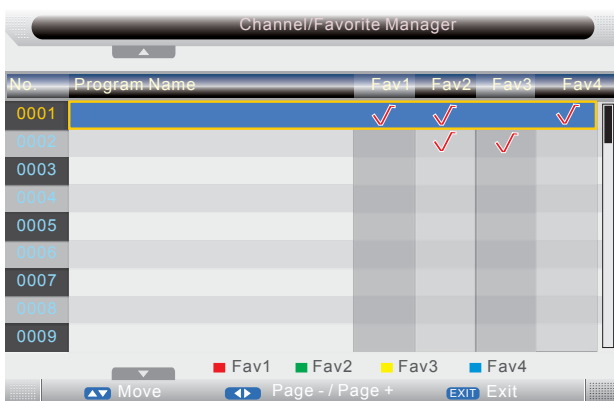 Channel/Favorite Manager
No. Program Name Fav1 Fav2 Fav3 Fav4
0001
0002
0003
0004
0005
0006
0007
0008
0009
Fav1 Fav2 Fav3 Fav4
Move Page - / Page + EXIT Exit